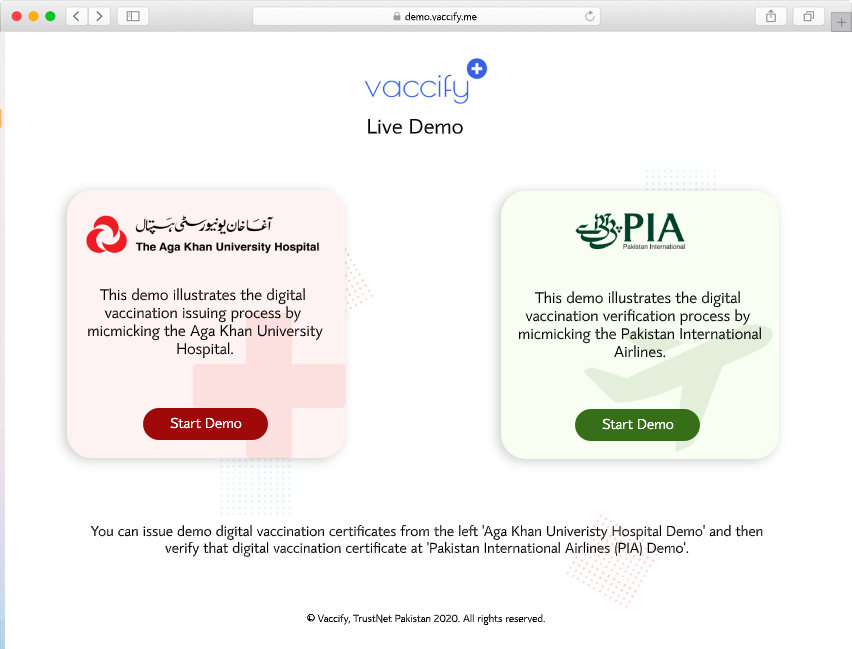 demo.vaccify.me
vaccify
Live Demo
آغا خان یونیورسٹی ہسپتال
The Aga Khan University Hospital
This demo illustrates the digital
vaccination issuing process by
micmicking the Aga Khan University
Hospital.
Start Demo
PIA
Pakistan International
This demo illustrates the digital
vaccination verification process by
micmicking the Pakistan International
Airlines.
Start Demo
You can issue demo digital vaccination certificates from the left 'Aga Khan Univeristy Hospital Demo' and then
verify that digital vaccination certificate at 'Pakistan International Airlines (PIA) Demo'.
© Vaccify, TrustNet Pakistan 2020. All rights reserved.